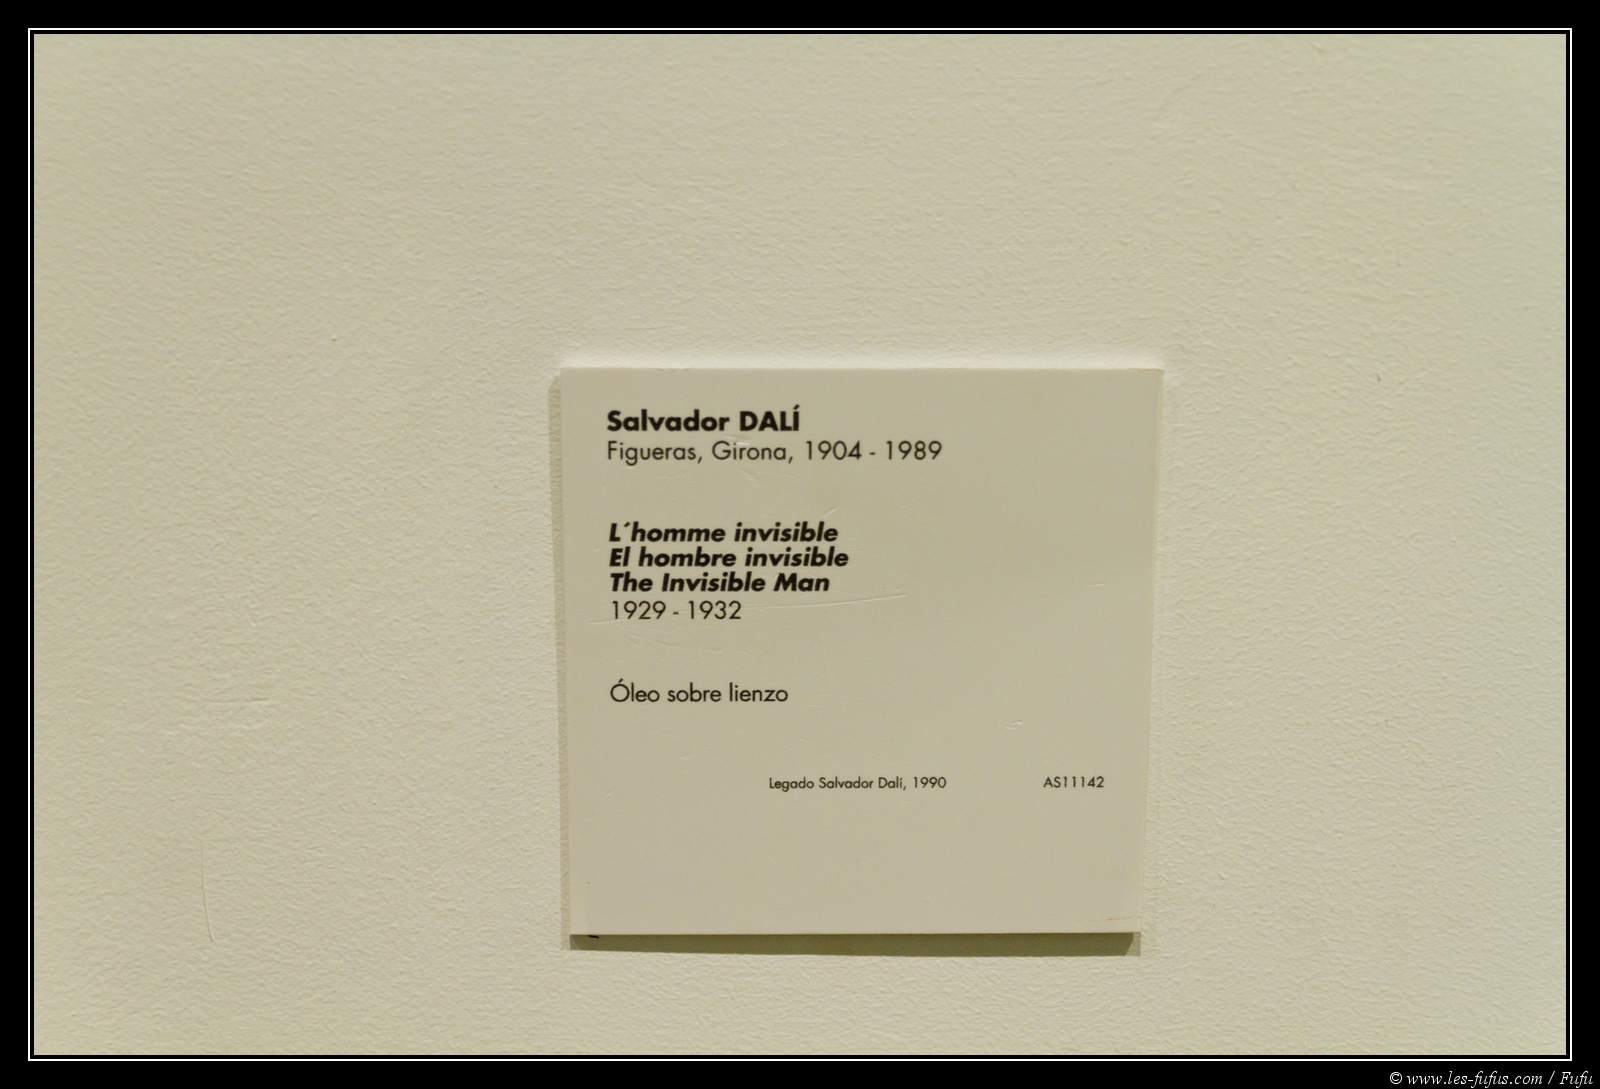 Salvador DALÍ
Figueras, Girona, 1904 - 1989
L´homme invisible
El hombre invisible
The Invisible Man
1929 - 1932
Óleo sobre lienzo
Legado Salvador Dalí, 1990 AS11142
© www.les-fufus.com / Fufu